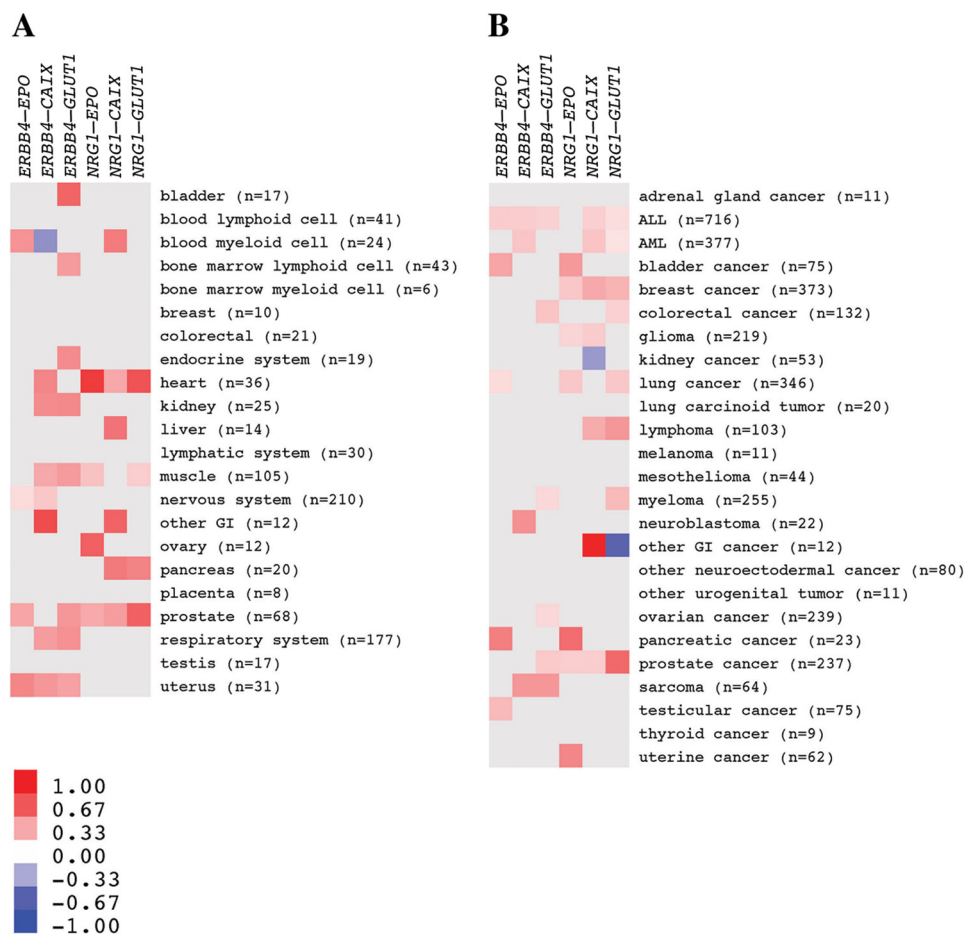 A
ERBB4–EPO
ERBB4–CAIX
ERBB4–GLUT1
NRG1–EPO
NRG1–CAIX
NRG1–GLUT1
bladder (n=17)
blood lymphoid cell (n=41)
blood myeloid cell (n=24)
bone marrow lymphoid cell (n=43)
bone marrow myeloid cell (n=6)
breast (n=10)
colorectal (n=21)
endocrine system (n=19)
heart (n=36)
kidney (n=25)
liver (n=14)
lymphatic system (n=30)
muscle (n=105)
nervous system (n=210)
other GI (n=12)
ovary (n=12)
pancreas (n=20)
placenta (n=8)
prostate (n=68)
respiratory system (n=177)
testis (n=17)
uterus (n=31)
1.00
0.67
0.33
0.00
-0.33
-0.67
-1.00
B
ERBB4–EPO
ERBB4–CAIX
ERBB4–GLUT1
NRG1–EPO
NRG1–CAIX
NRG1–GLUT1
adrenal gland cancer (n=11)
ALL (n=716)
AML (n=377)
bladder cancer (n=75)
breast cancer (n=373)
colorectal cancer (n=132)
glioma (n=219)
kidney cancer (n=53)
lung cancer (n=346)
lung carcinoid tumor (n=20)
lymphoma (n=103)
melanoma (n=11)
mesothelioma (n=44)
myeloma (n=255)
neuroblastoma (n=22)
other GI cancer (n=12)
other neuroectodermal cancer (n=80)
other urogenital tumor (n=11)
ovarian cancer (n=239)
pancreatic cancer (n=23)
prostate cancer (n=237)
sarcoma (n=64)
testicular cancer (n=75)
thyroid cancer (n=9)
uterine cancer (n=62)